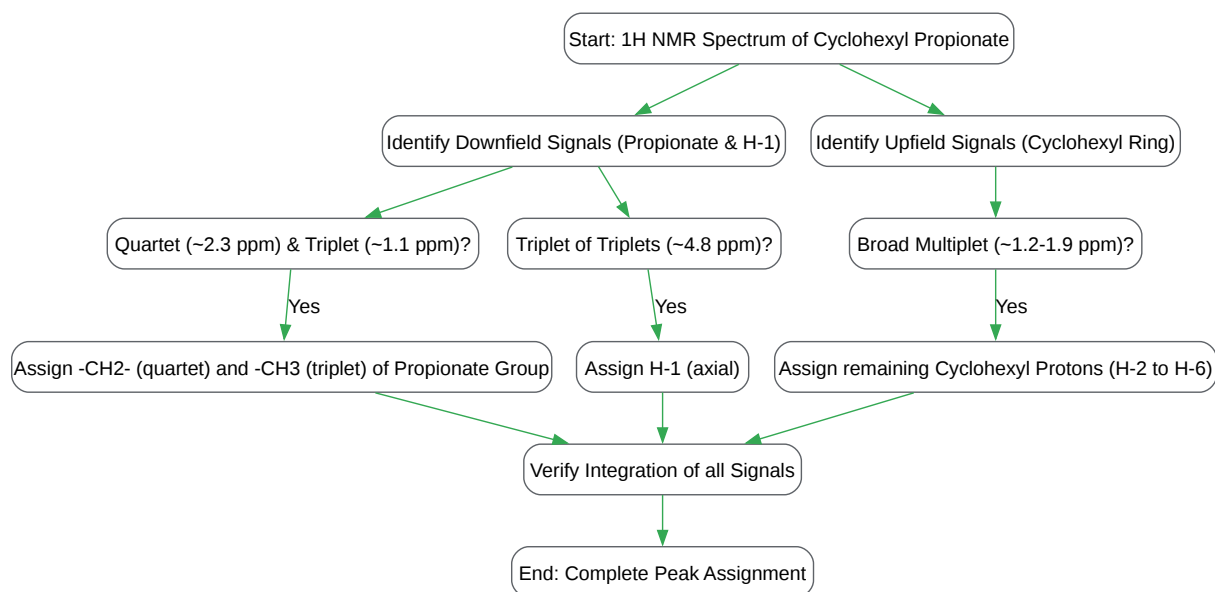 Start: 1H NMR Spectrum of Cyclohexyl Propionate
Identify Downfield Signals (Propionate & H-1)
Identify Upfield Signals (Cyclohexyl Ring)
Quartet (~2.3 ppm) & Triplet (~1.1 ppm)?
Triplet of Triplets (~4.8 ppm)?
Broad Multiplet (~1.2-1.9 ppm)?
Yes
Yes
Yes
Assign -CH2- (quartet) and -CH3 (triplet) of Propionate Group
Assign H-1 (axial)
Assign remaining Cyclohexyl Protons (H-2 to H-6)
Verify Integration of all Signals
End: Complete Peak Assignment